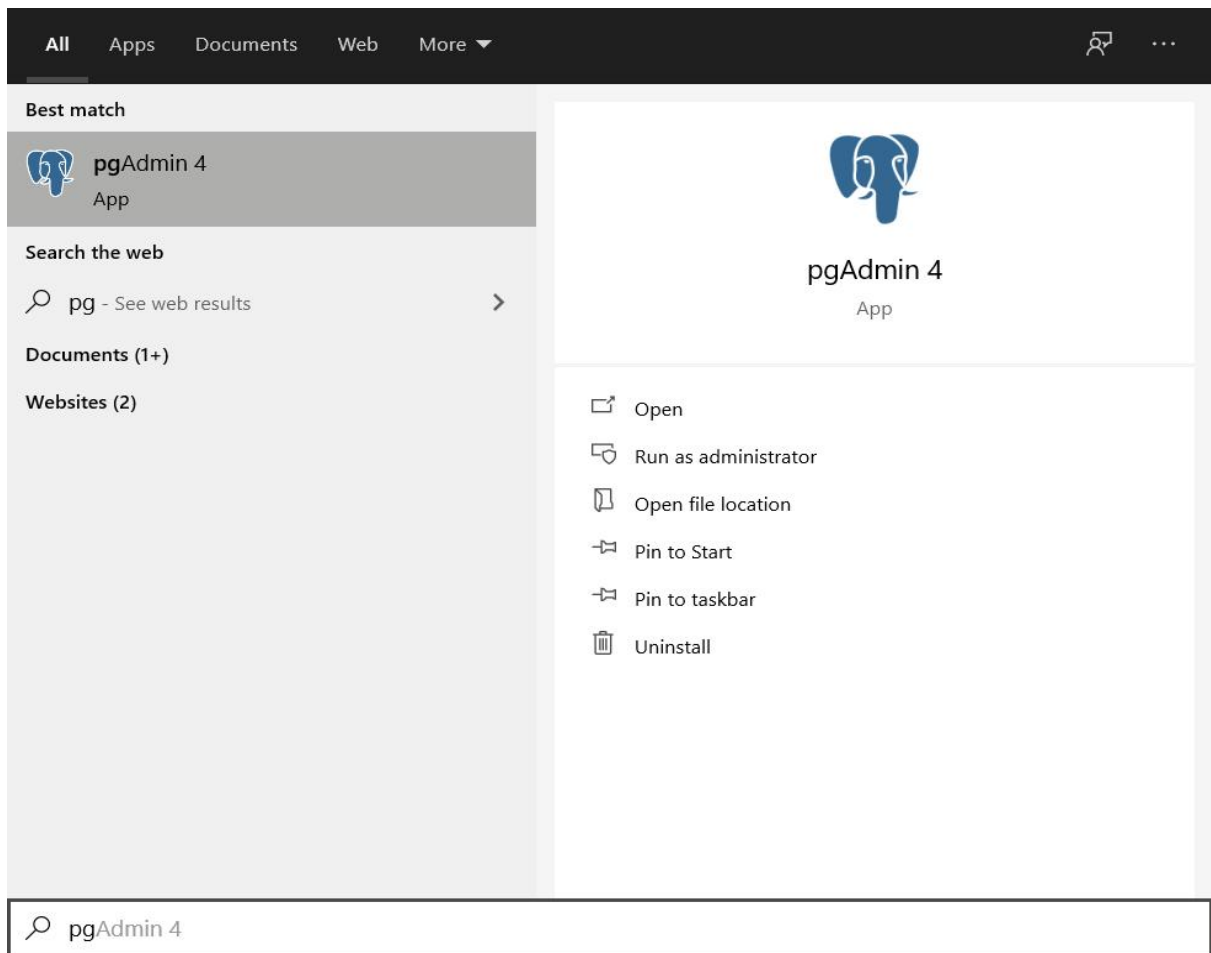 All Apps Documents Web More
Best match
pgAdmin 4
App
Search the web
pg - See web results
Documents (1+)
Websites (2)
pgAdmin 4
App
Open
Run as administrator
Open file location
Pin to Start
Pin to taskbar
Uninstall
pgAdmin 4